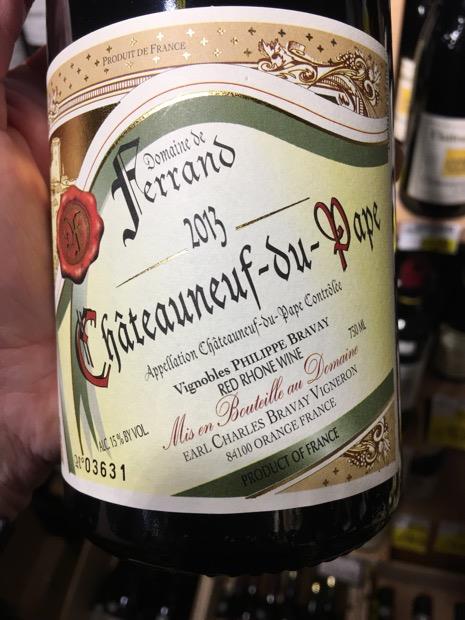 PRODUIT DE FRANCE
Domaine de
Ferrand
2013
Châteauneuf-du-Pape
Appellation Châteauneuf-du-Pape Contrôlée
Vignobles PHILIPPE BRAVAY
RED RHONE WINE
750 ML
Mis en Bouteille au Domaine
EARL CHARLES BRAVAY VIGNERON
84100 ORANGE FRANCE
ALC 15 % BY VOL
03631
PRODUCT OF FRANCE